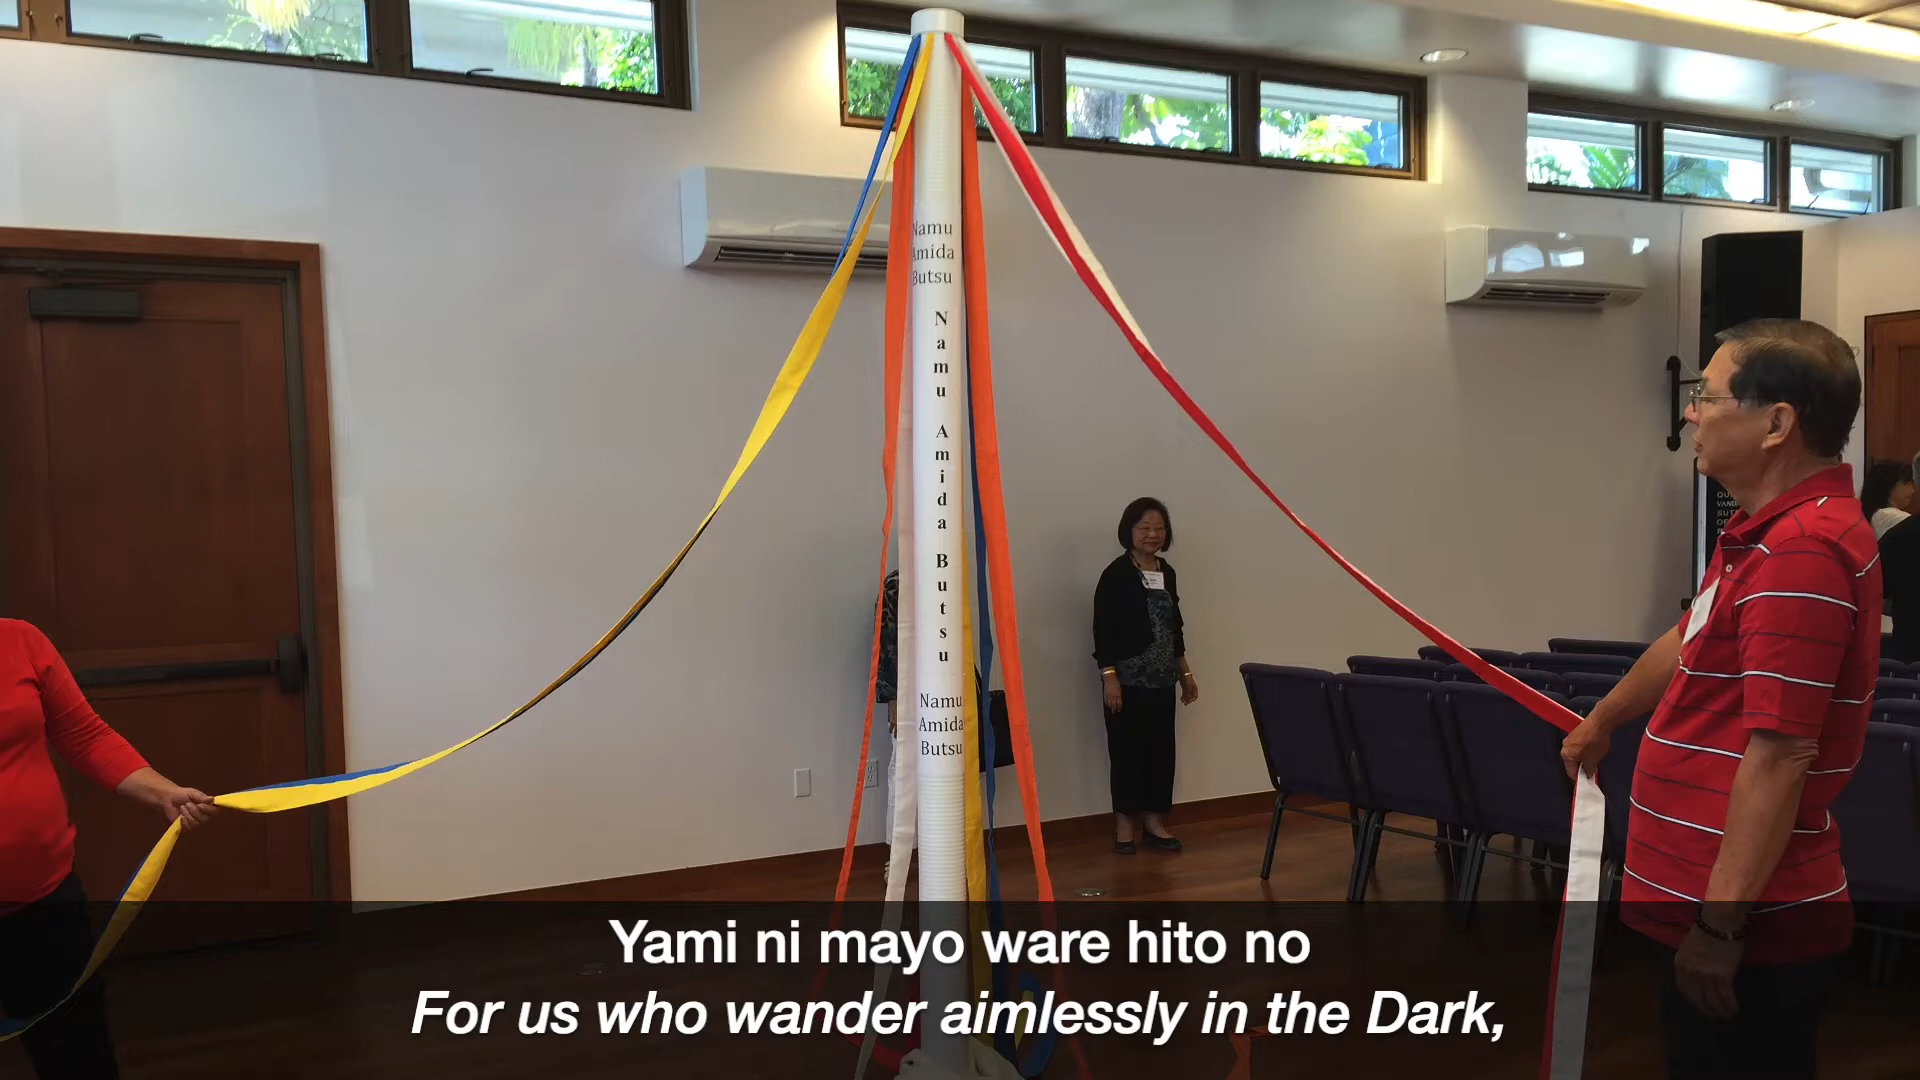 Namu
Amida
Butsu
Namu Amida Butsu
Namu
Amida
Butsu
Yami ni mayo ware hito no
For us who wander aimlessly in the Dark,